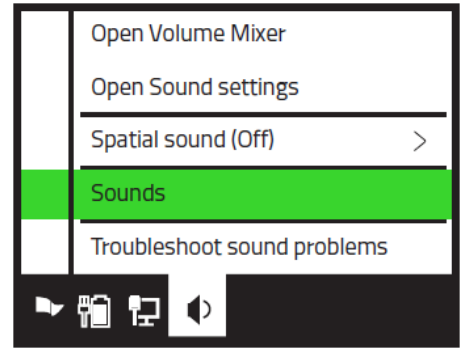 Open Volume Mixer
Open Sound settings
Spatial sound (Off)
Sounds
Troubleshoot sound problems